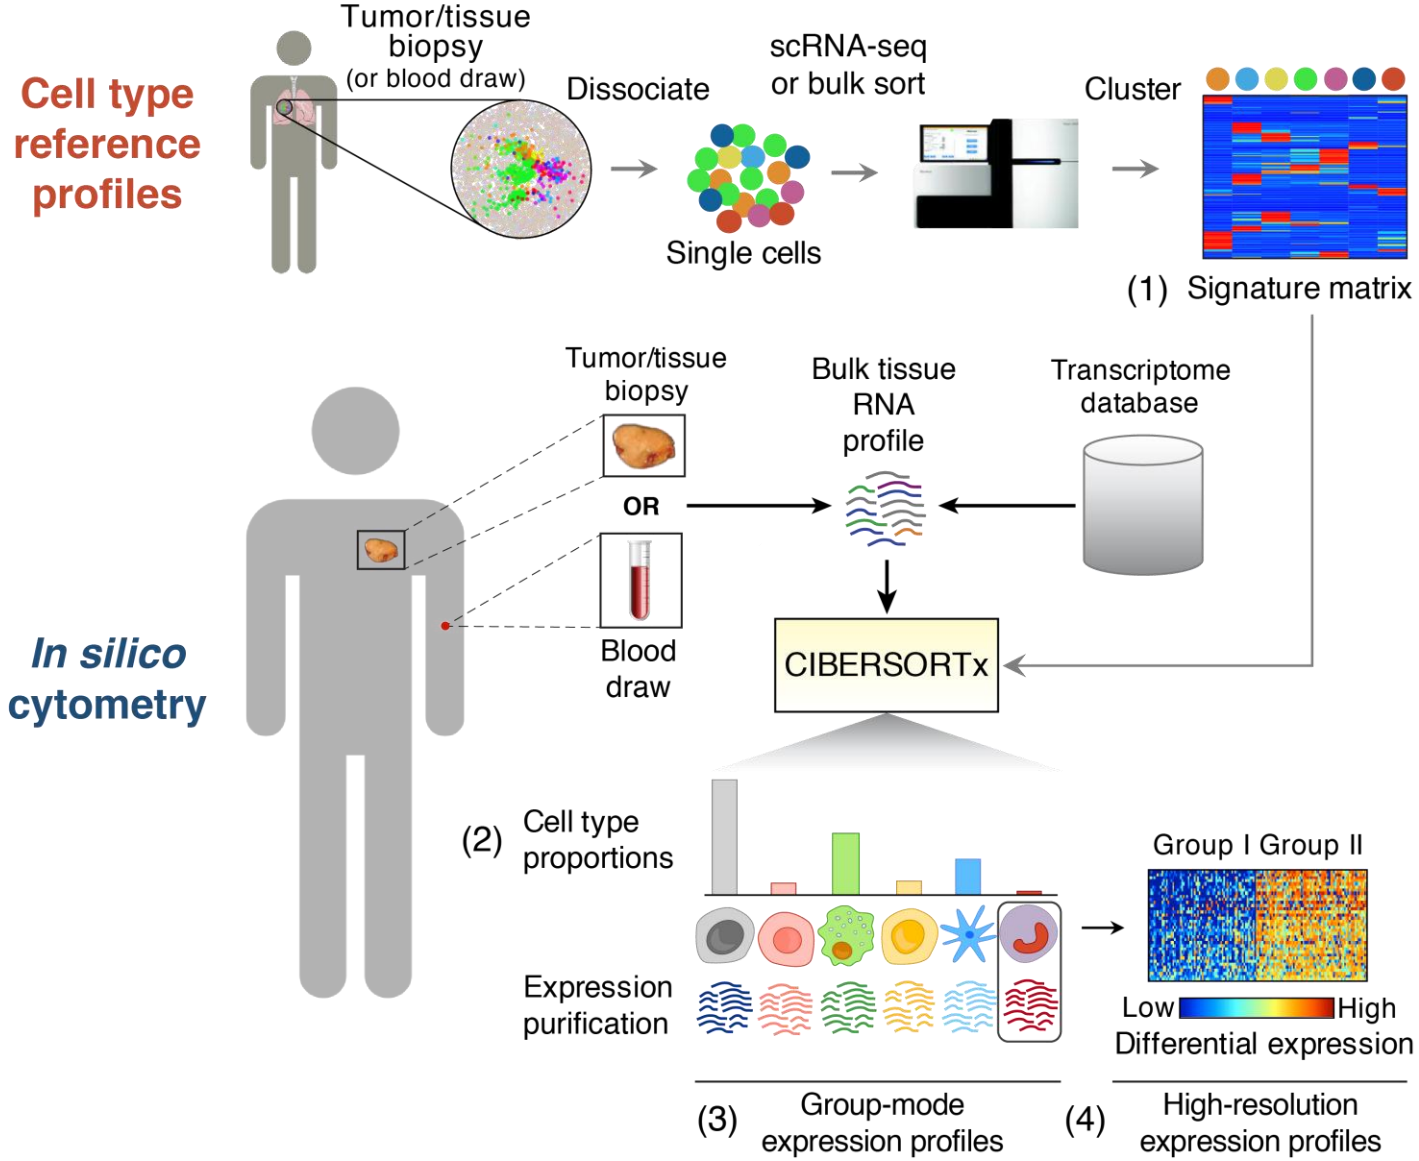 Cell type
reference
profiles
Tumor/tissue
biopsy
(or blood draw)
Dissociate
Single cells
scRNA-seq
or bulk sort
Cluster
(1) Signature matrix
In silico
cytometry
Tumor/tissue
biopsy
OR
Blood
draw
Bulk tissue
RNA
profile
Transcriptome
database
CIBERSORTx
(2)
Cell type
proportions
Expression
purification
Group I Group II
Low High
Differential expression
(3)
Group-mode
expression profiles
(4)
High-resolution
expression profiles